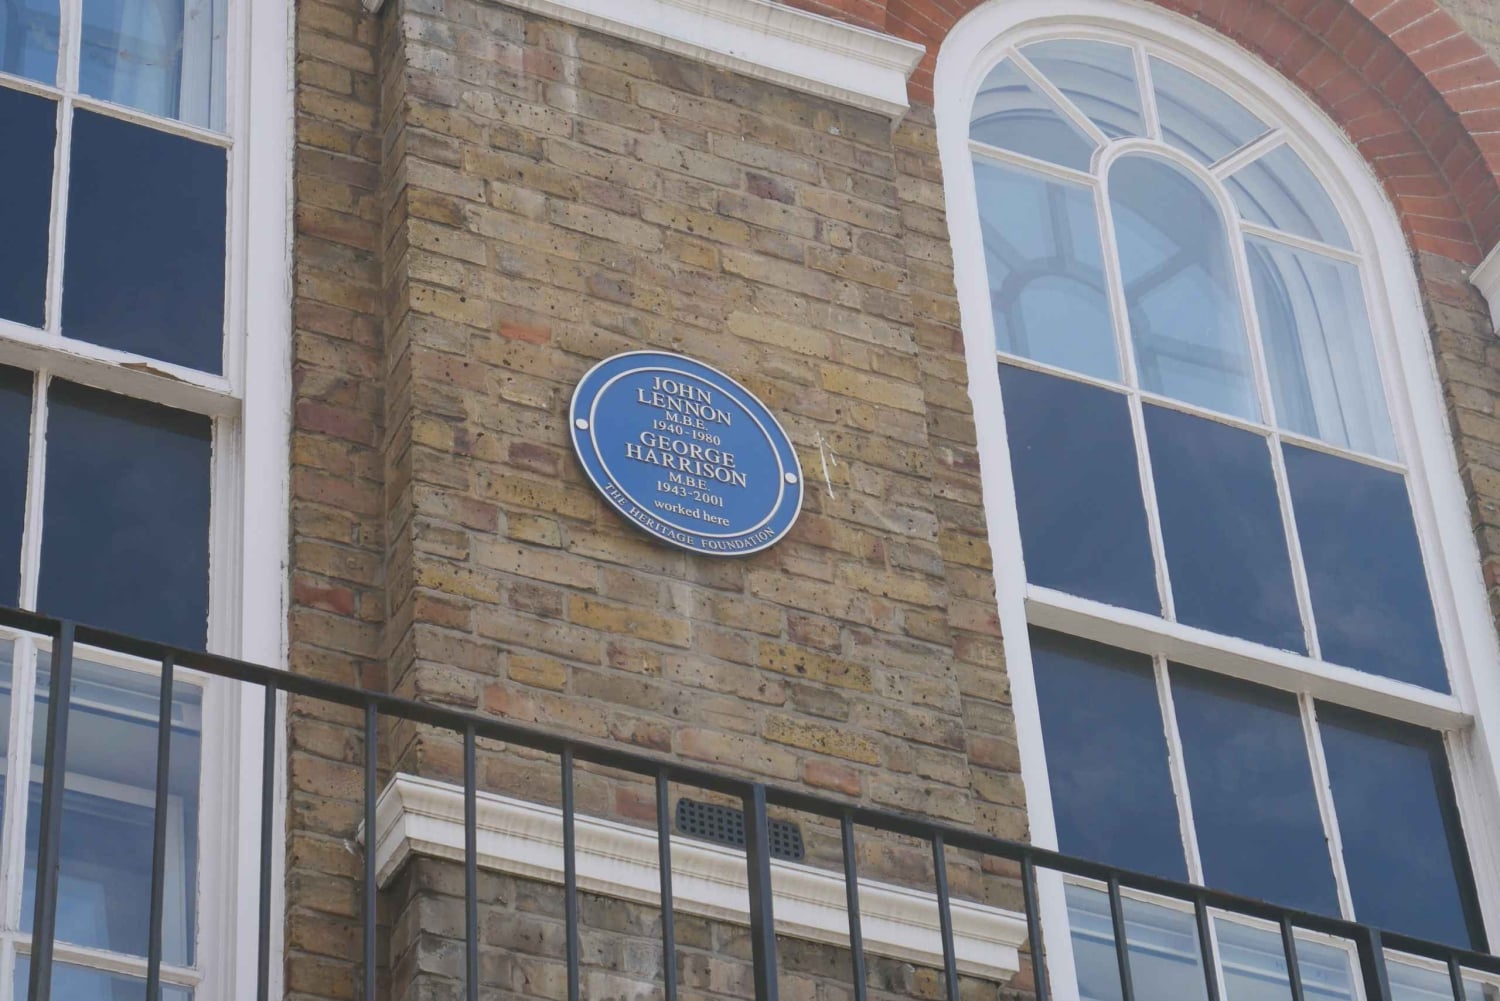 JOHN
LENNON
M.B.E.
1940-1980
GEORGE
HARRISON
M.B.E.
1943-2001
worked here
THE HERITAGE FOUNDATION